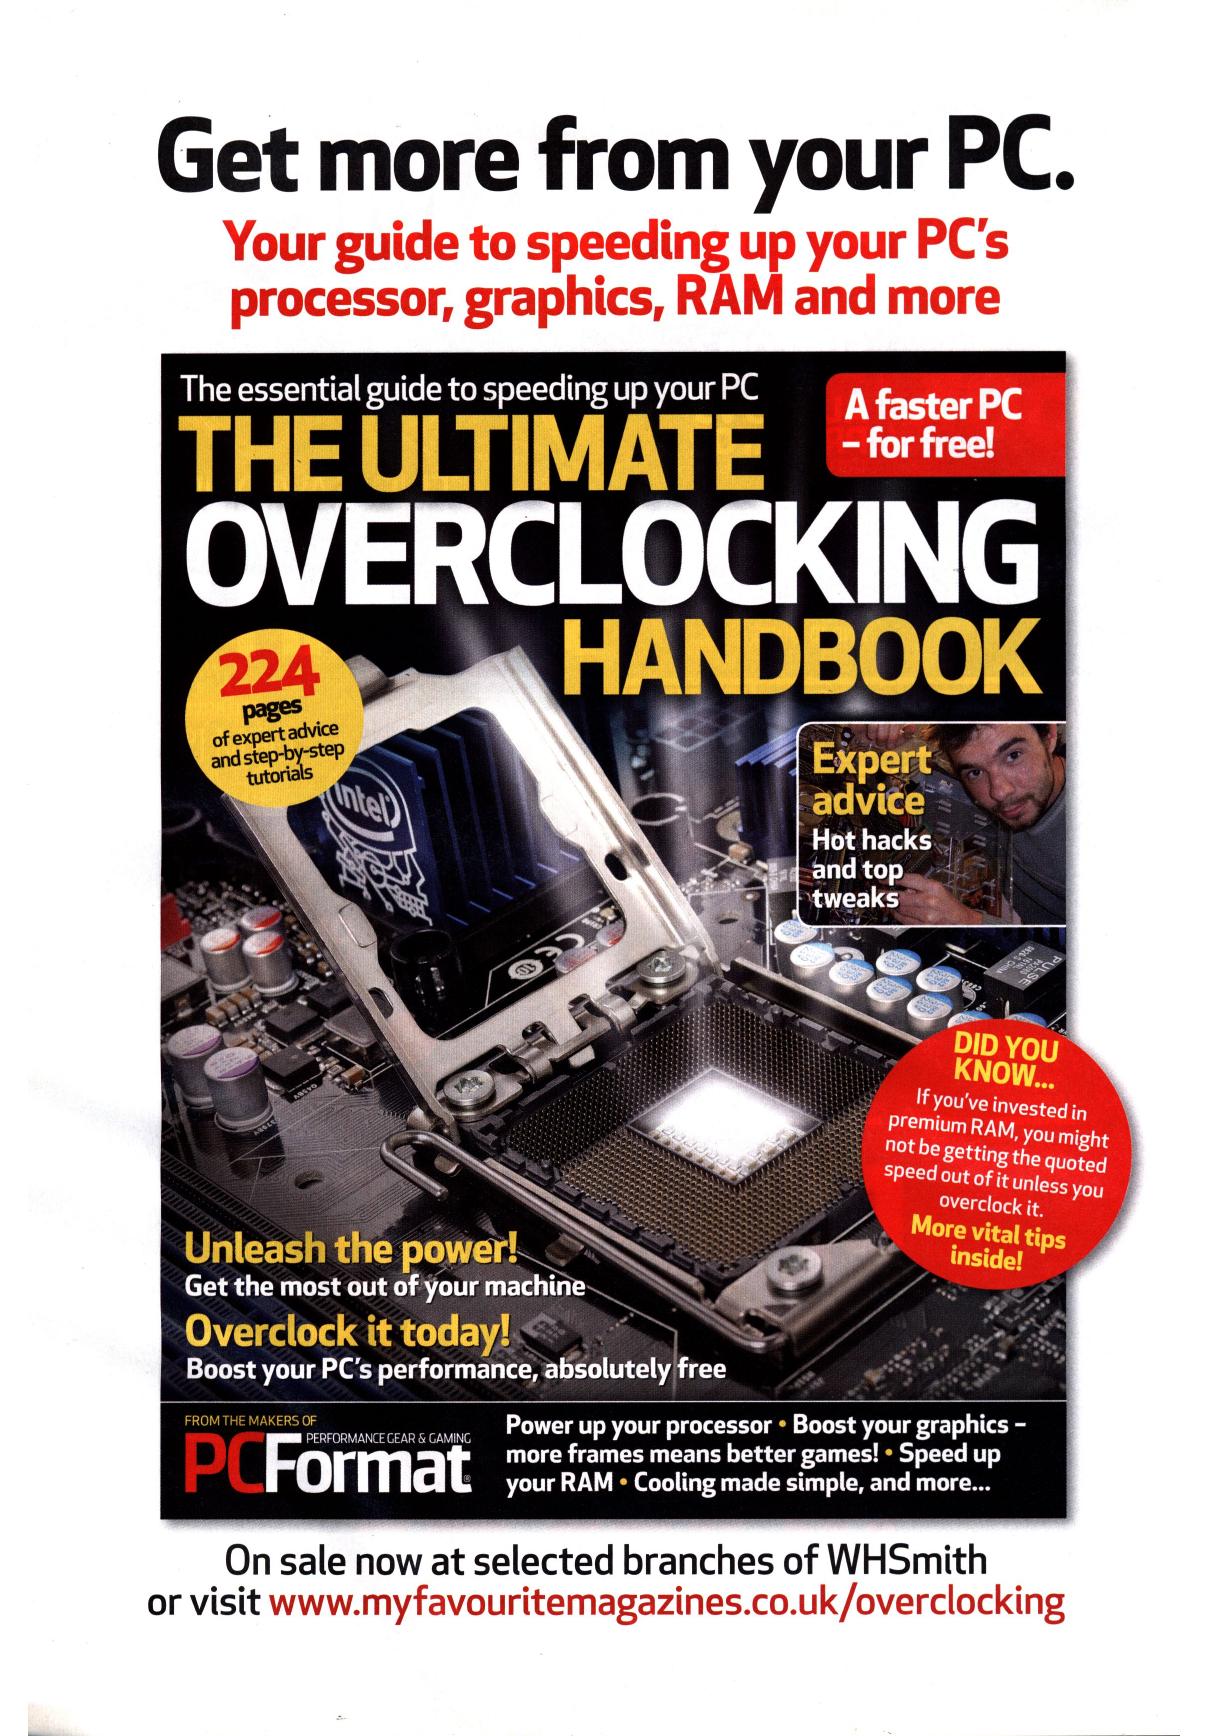 Get more from your PC.
Your guide to speeding up your PC's
processor, graphics, RAM and more
The essential guide to speeding up your PC
THE ULTIMATE
OVERCLOCKING
HANDBOOK
A faster PC
– for free!
224
pages
of expert advice
and step-by-step
tutorials
intel
Expert
advice
Hot hacks
and top
tweaks
PULSE
DID YOU
KNOW...
If you've invested in
premium RAM, you might
not be getting the quoted
speed out of it unless you
overclock it.
More vital tips
inside!
Unleash the power!
Get the most out of your machine
Overclock it today!
Boost your PC's performance, absolutely free
FROM THE MAKERS OF
PERFORMANCE GEAR & GAMING
PCFormat®
Power up your processor • Boost your graphics –
more frames means better games! • Speed up
your RAM • Cooling made simple, and more...
On sale now at selected branches of WHSmith
or visit www.myfavouritemagazines.co.uk/overclocking